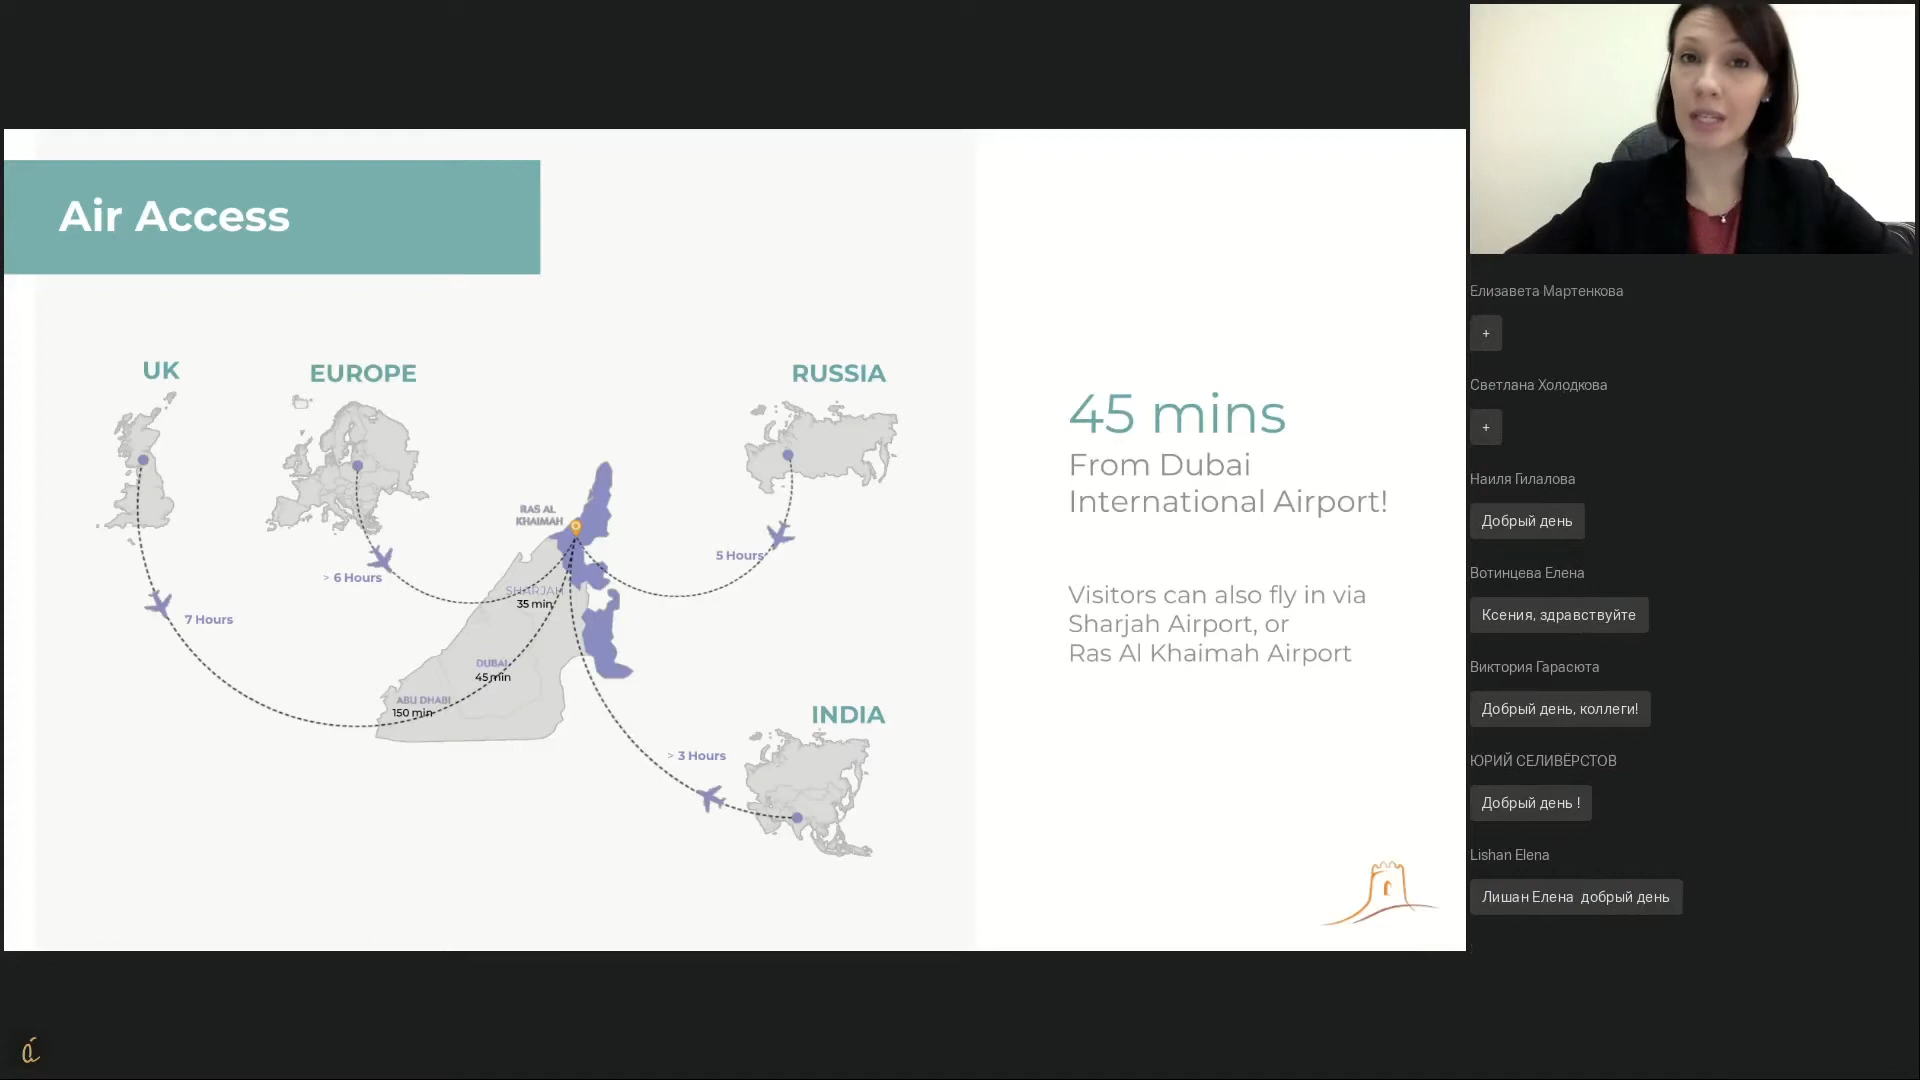 Air Access
UK
EUROPE
RUSSIA
RAS AL
KHAIMAH
5 Hours
> 6 Hours
SHARJAH
35 min
7 Hours
DUBAI
45 min
ABU DHABI
150 min
INDIA
> 3 Hours
45 mins
From Dubai
International Airport!
Visitors can also fly in via
Sharjah Airport, or
Ras Al Khaimah Airport
Елизавета Мартенкова
+
Светлана Холодкова
+
Наиля Гилалова
Добрый день
Вотинцева Елена
Ксения, здравствуйте
Виктория Гарасюта
Добрый день, коллеги!
ЮРИЙ СЕЛИВЁРСТОВ
Добрый день !
Lishan Elena
Лишан Елена добрый день
á